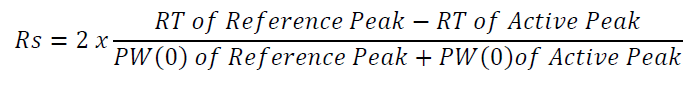 Rs = 2 x (RT of Reference Peak − RT of Active Peak) / (PW(0) of Reference Peak + PW(0)of Active Peak)